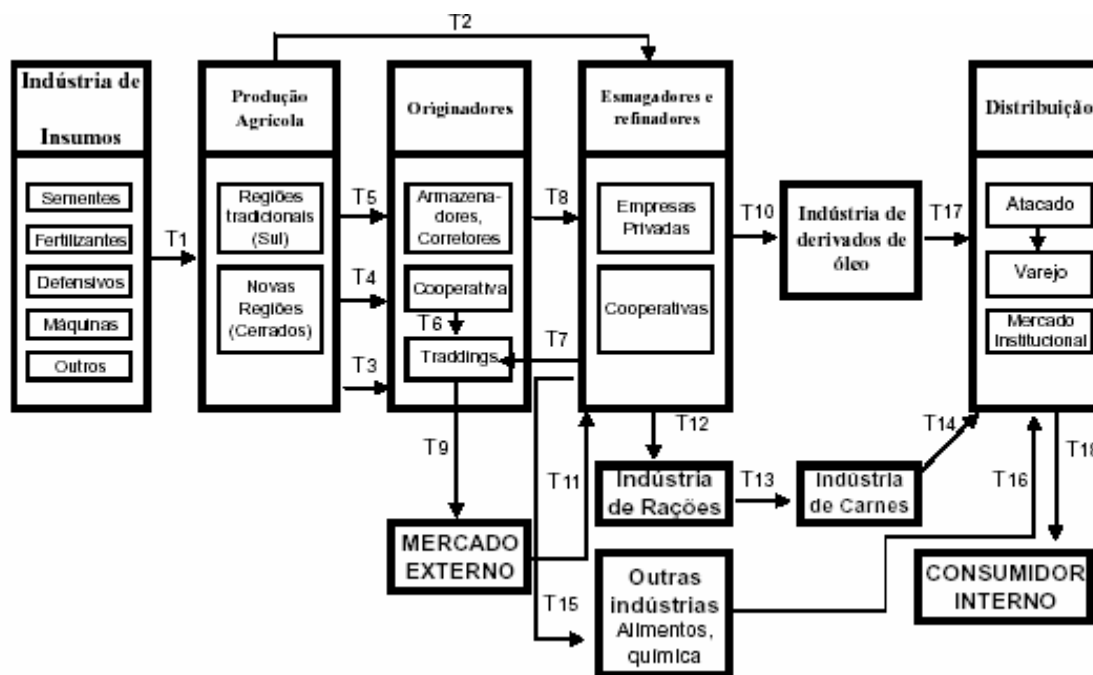 T2
Indústria de
Insumos
Sementes
Fertilizantes
Defensivos
Máquinas
Outros
T1
Produção
Agrícola
Regiões
tradicionais
(Sul)
Novas
Regiões
(Cerrados)
T5
T4
T3
Originadores
Armazena-
dores,
Corretores
Cooperativa
T6
Traddings
T8
T7
T9
MERCADO
EXTERNO
T11
T15
Esmagadores e
refinadores
Empresas
Privadas
Cooperativas
T12
Indústria
de Rações
T13
Indústria
de Carnes
T14
Outras
indústrias
Alimentos,
química
T10
Indústria de
derivados de
óleo
T17
Distribuição
Atacado
Varejo
Mercado
Institucional
T16
T18
CONSUMIDOR
INTERNO